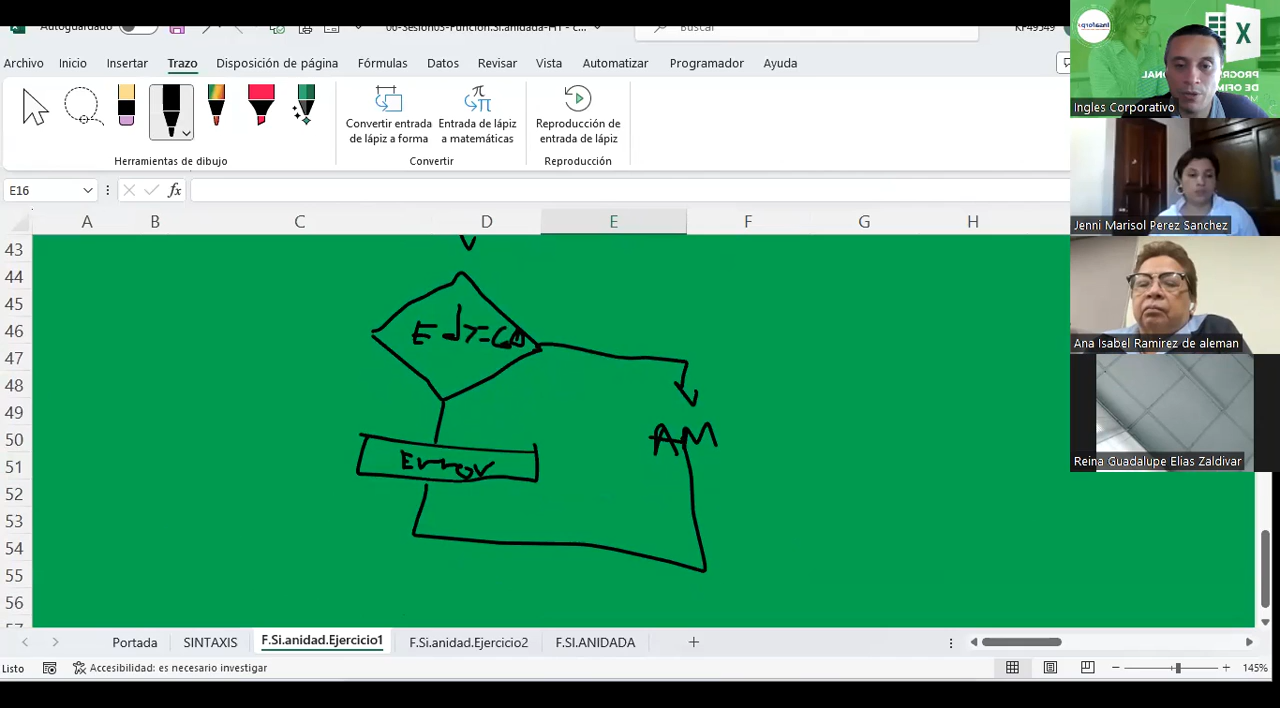 Autoguardado
Buscar
Archivo Inicio Insertar Trazo Disposición de página Fórmulas Datos Revisar Vista Automatizar Programador Ayuda
Convertir entrada de lápiz a forma
Entrada de lápiz a matemáticas
Reproducción de entrada de lápiz
Herramientas de dibujo Convertir Reproducción
E16 fx
A B C D E F G H
43
44
45
46
47
48
49
50
51
52
53
54
55
56
57
Error
AM
Portada SINTAXIS F.Si.anidad.Ejercicio1 F.Si.anidad.Ejercicio2 F.SI.ANIDADA
Listo Accesibilidad: es necesario investigar 145%
Ingles Corporativo
Jenni Marisol Perez Sanchez
Ana Isabel Ramirez de aleman
Reina Guadalupe Elias Zaldivar